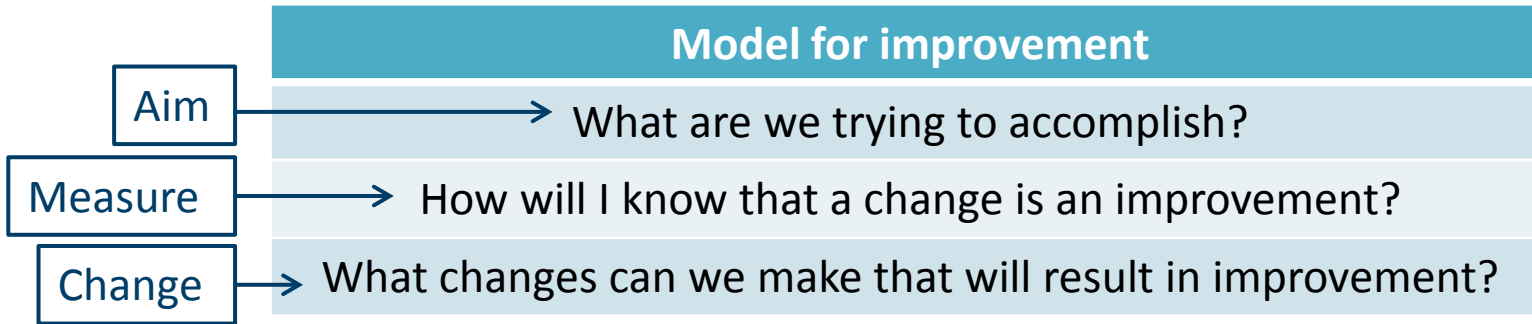 Model for improvement
Aim
What are we trying to accomplish?
Measure
How will I know that a change is an improvement?
Change
What changes can we make that will result in improvement?